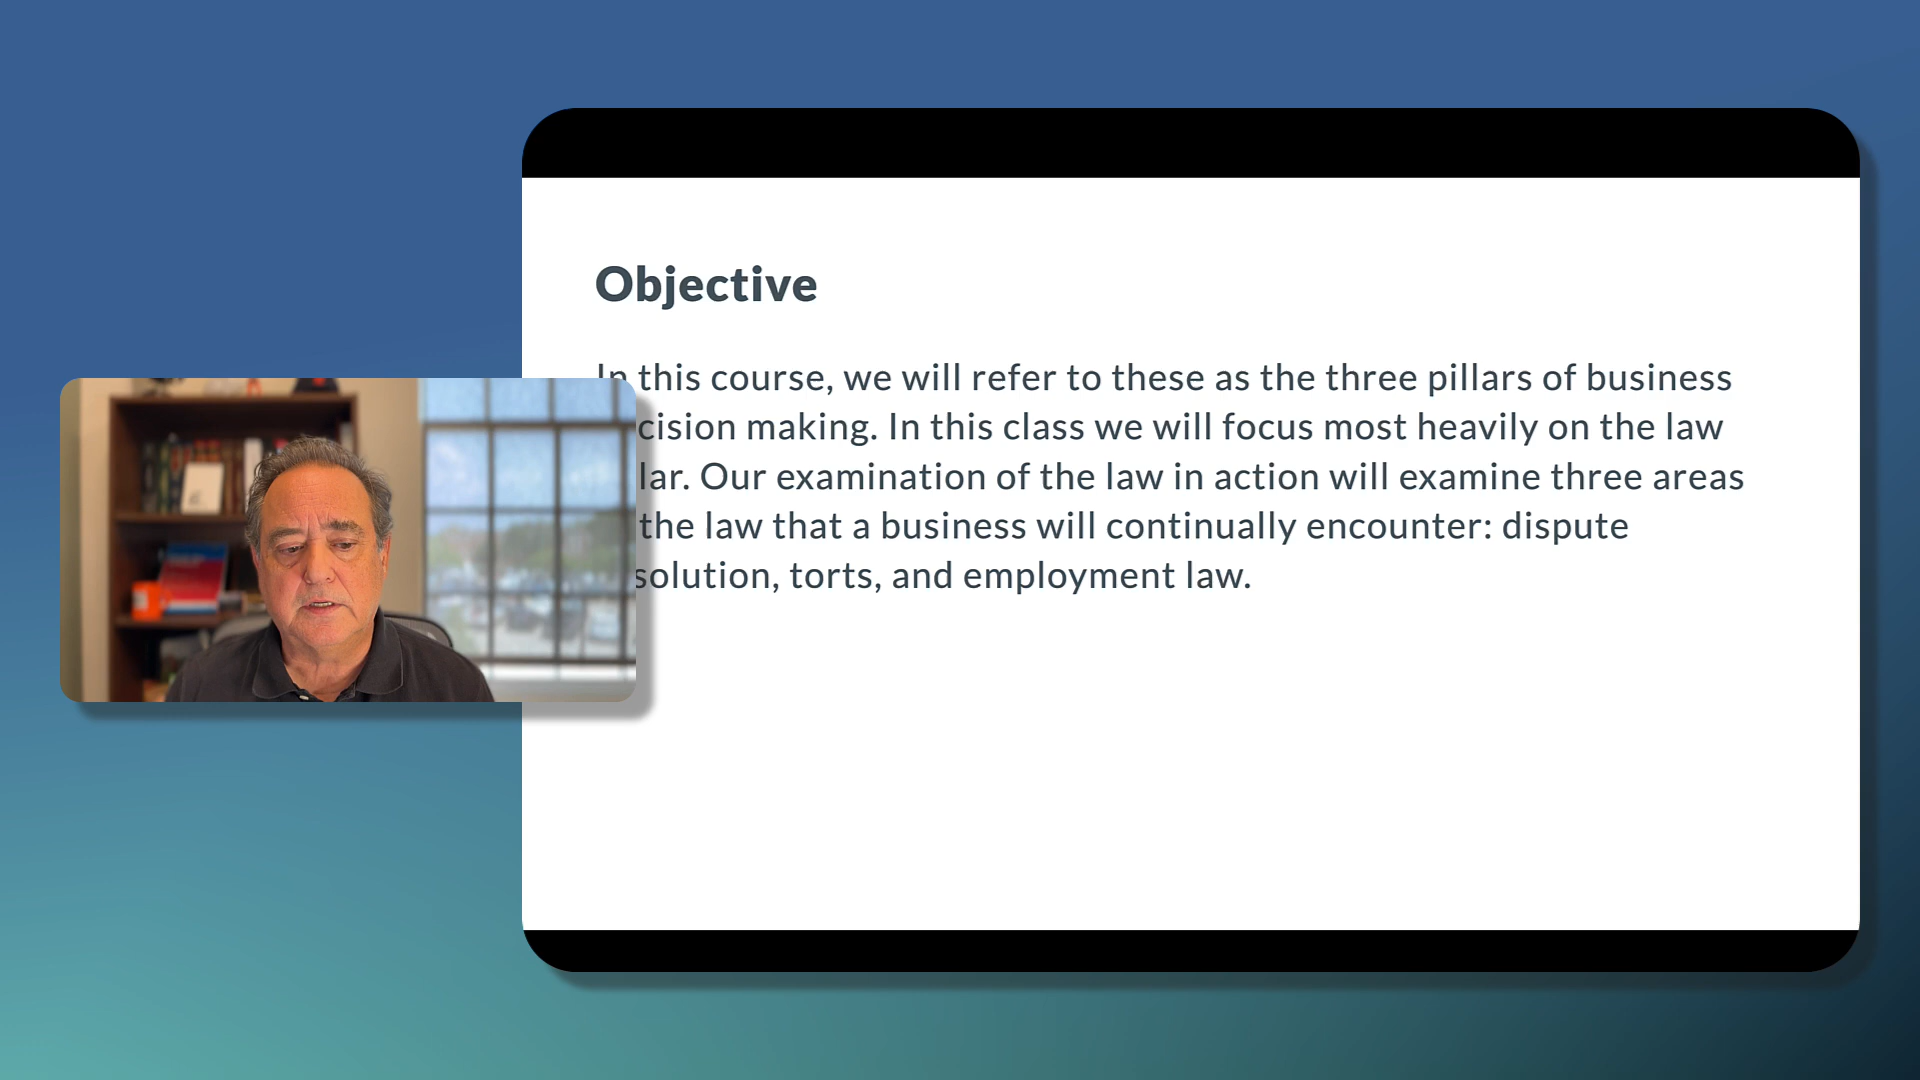 Objective
In this course, we will refer to these as the three pillars of business
cision making. In this class we will focus most heavily on the law
lar. Our examination of the law in action will examine three areas
the law that a business will continually encounter: dispute
solution, torts, and employment law.